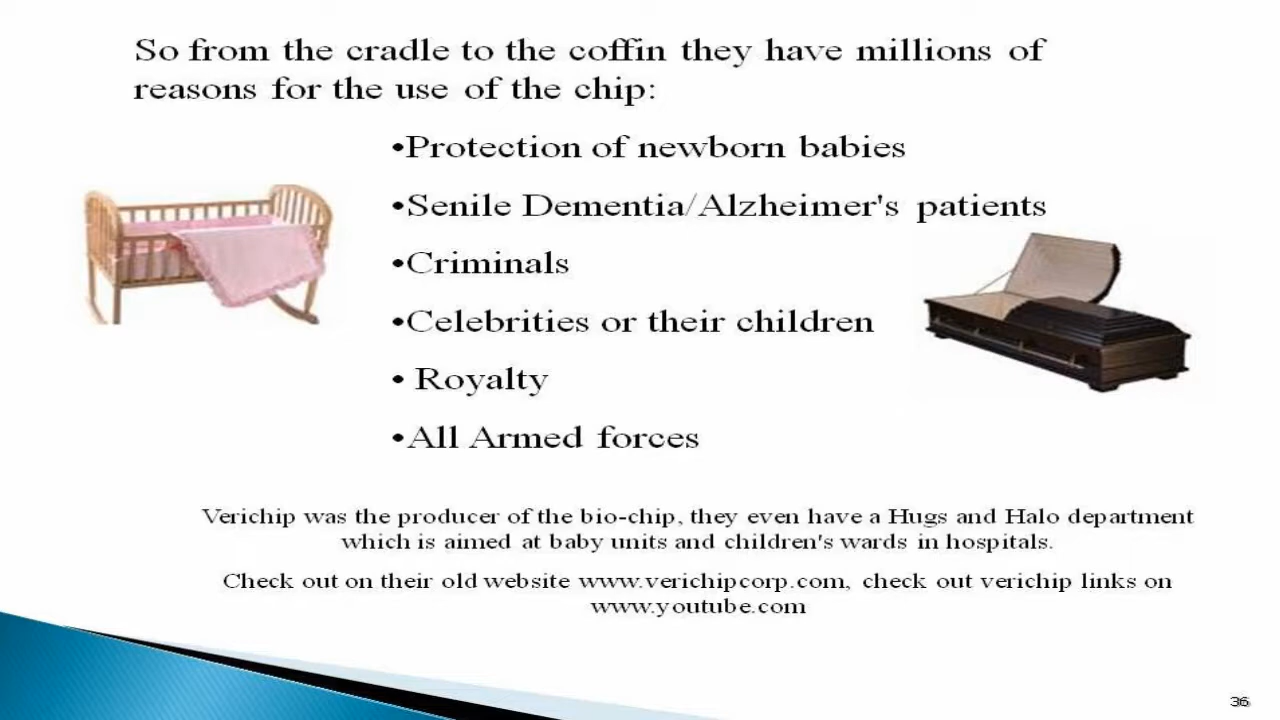 So from the cradle to the coffin they have millions of
reasons for the use of the chip:
•Protection of newborn babies
•Senile Dementia/Alzheimer's patients
•Criminals
•Celebrities or their children
• Royalty
•All Armed forces
Verichip was the producer of the bio-chip, they even have a Hugs and Halo department
which is aimed at baby units and children's wards in hospitals.
Check out on their old website www.verichipcorp.com, check out verichip links on
www.youtube.com
36